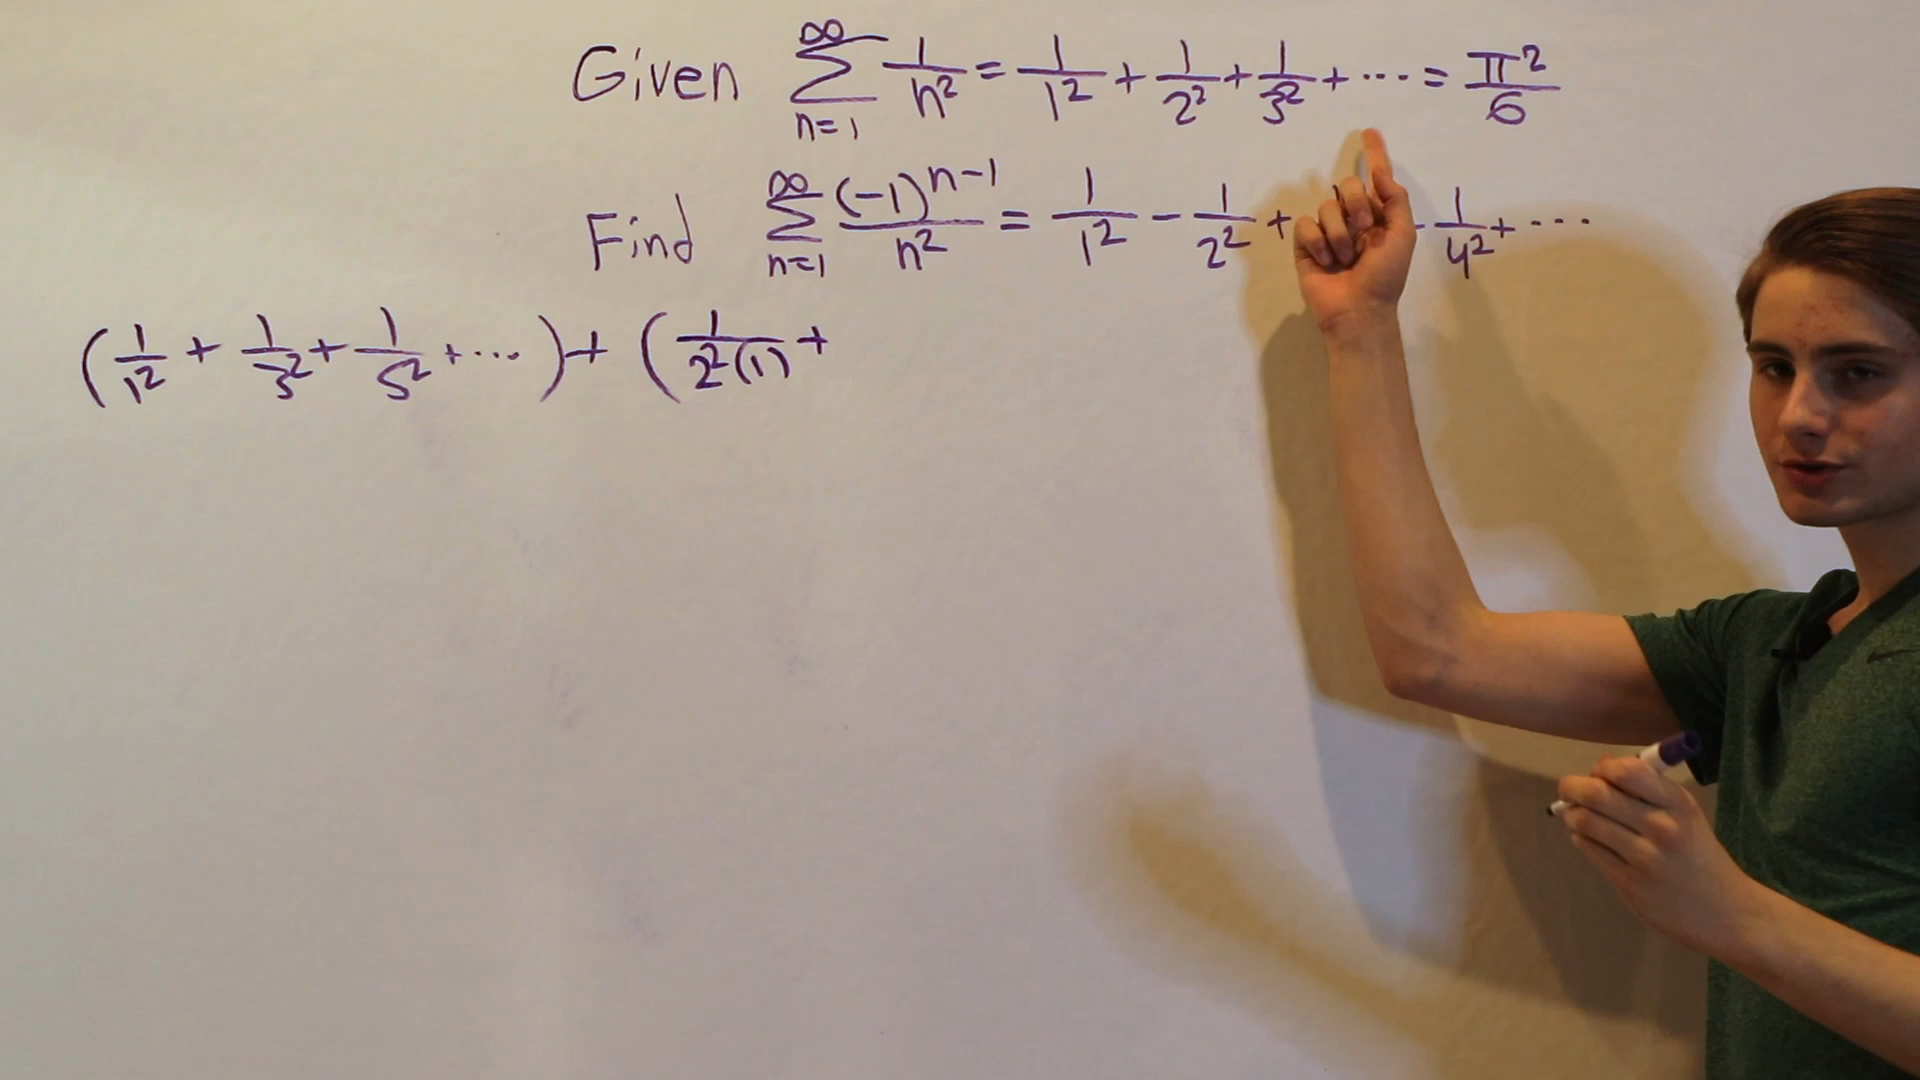 Given ∞ Σ n=1 1/n² = 1/1² + 1/2² + 1/3² + ··· = π²/6
Find ∞ Σ n=1 (-1)^(n-1)/n² = 1/1² - 1/2² + - 1/4² + ···
(1/1² + 1/3² + 1/5² + ···) + (1/2²(1) +